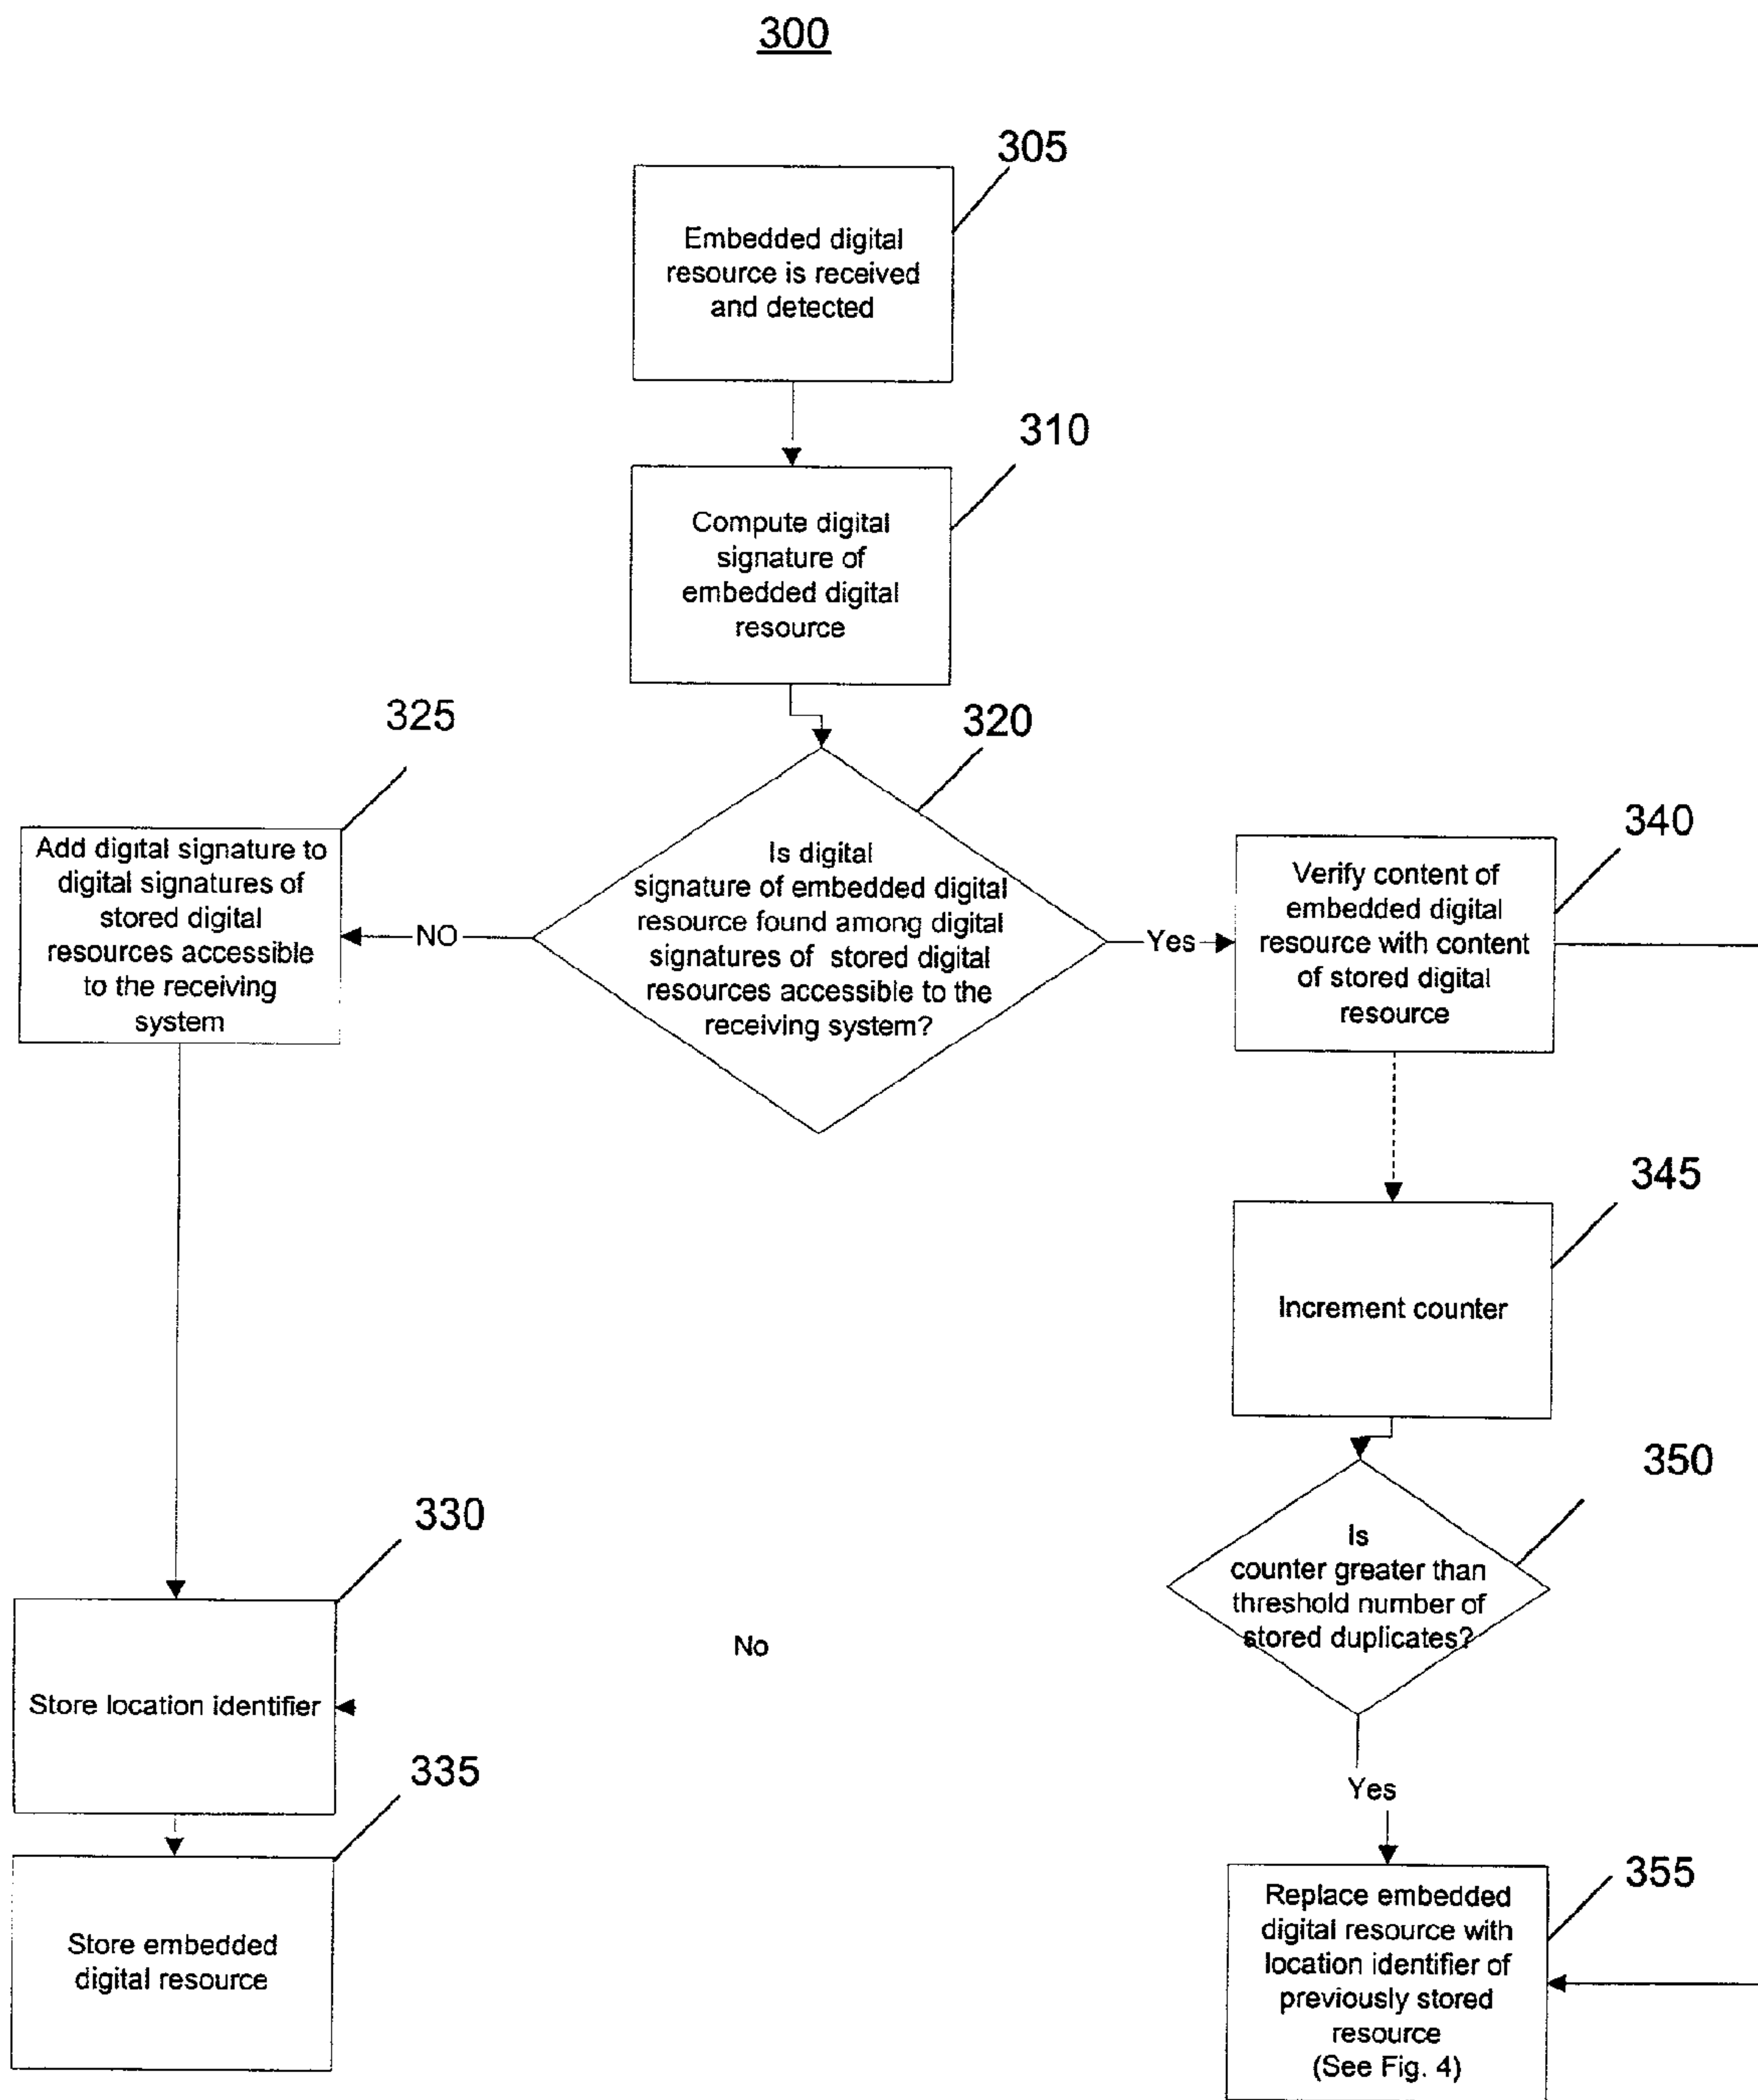 300
305
Embedded digital
resource is received
and detected
310
Compute digital
signature of
embedded digital
resource
320
Is digital
signature of embedded digital
resource found among digital
signatures of stored digital
resources accessible to the
receiving system?
NO
Yes
325
Add digital signature to
digital signatures of
stored digital
resources accessible
to the receiving
system
340
Verify content of
embedded digital
resource with content
of stored digital
resource
345
Increment counter
350
Is
counter greater than
threshold number of
stored duplicates?
No
Yes
330
Store location identifier
335
Store embedded
digital resource
355
Replace embedded
digital resource with
location identifier of
previously stored
resource
(See Fig. 4)